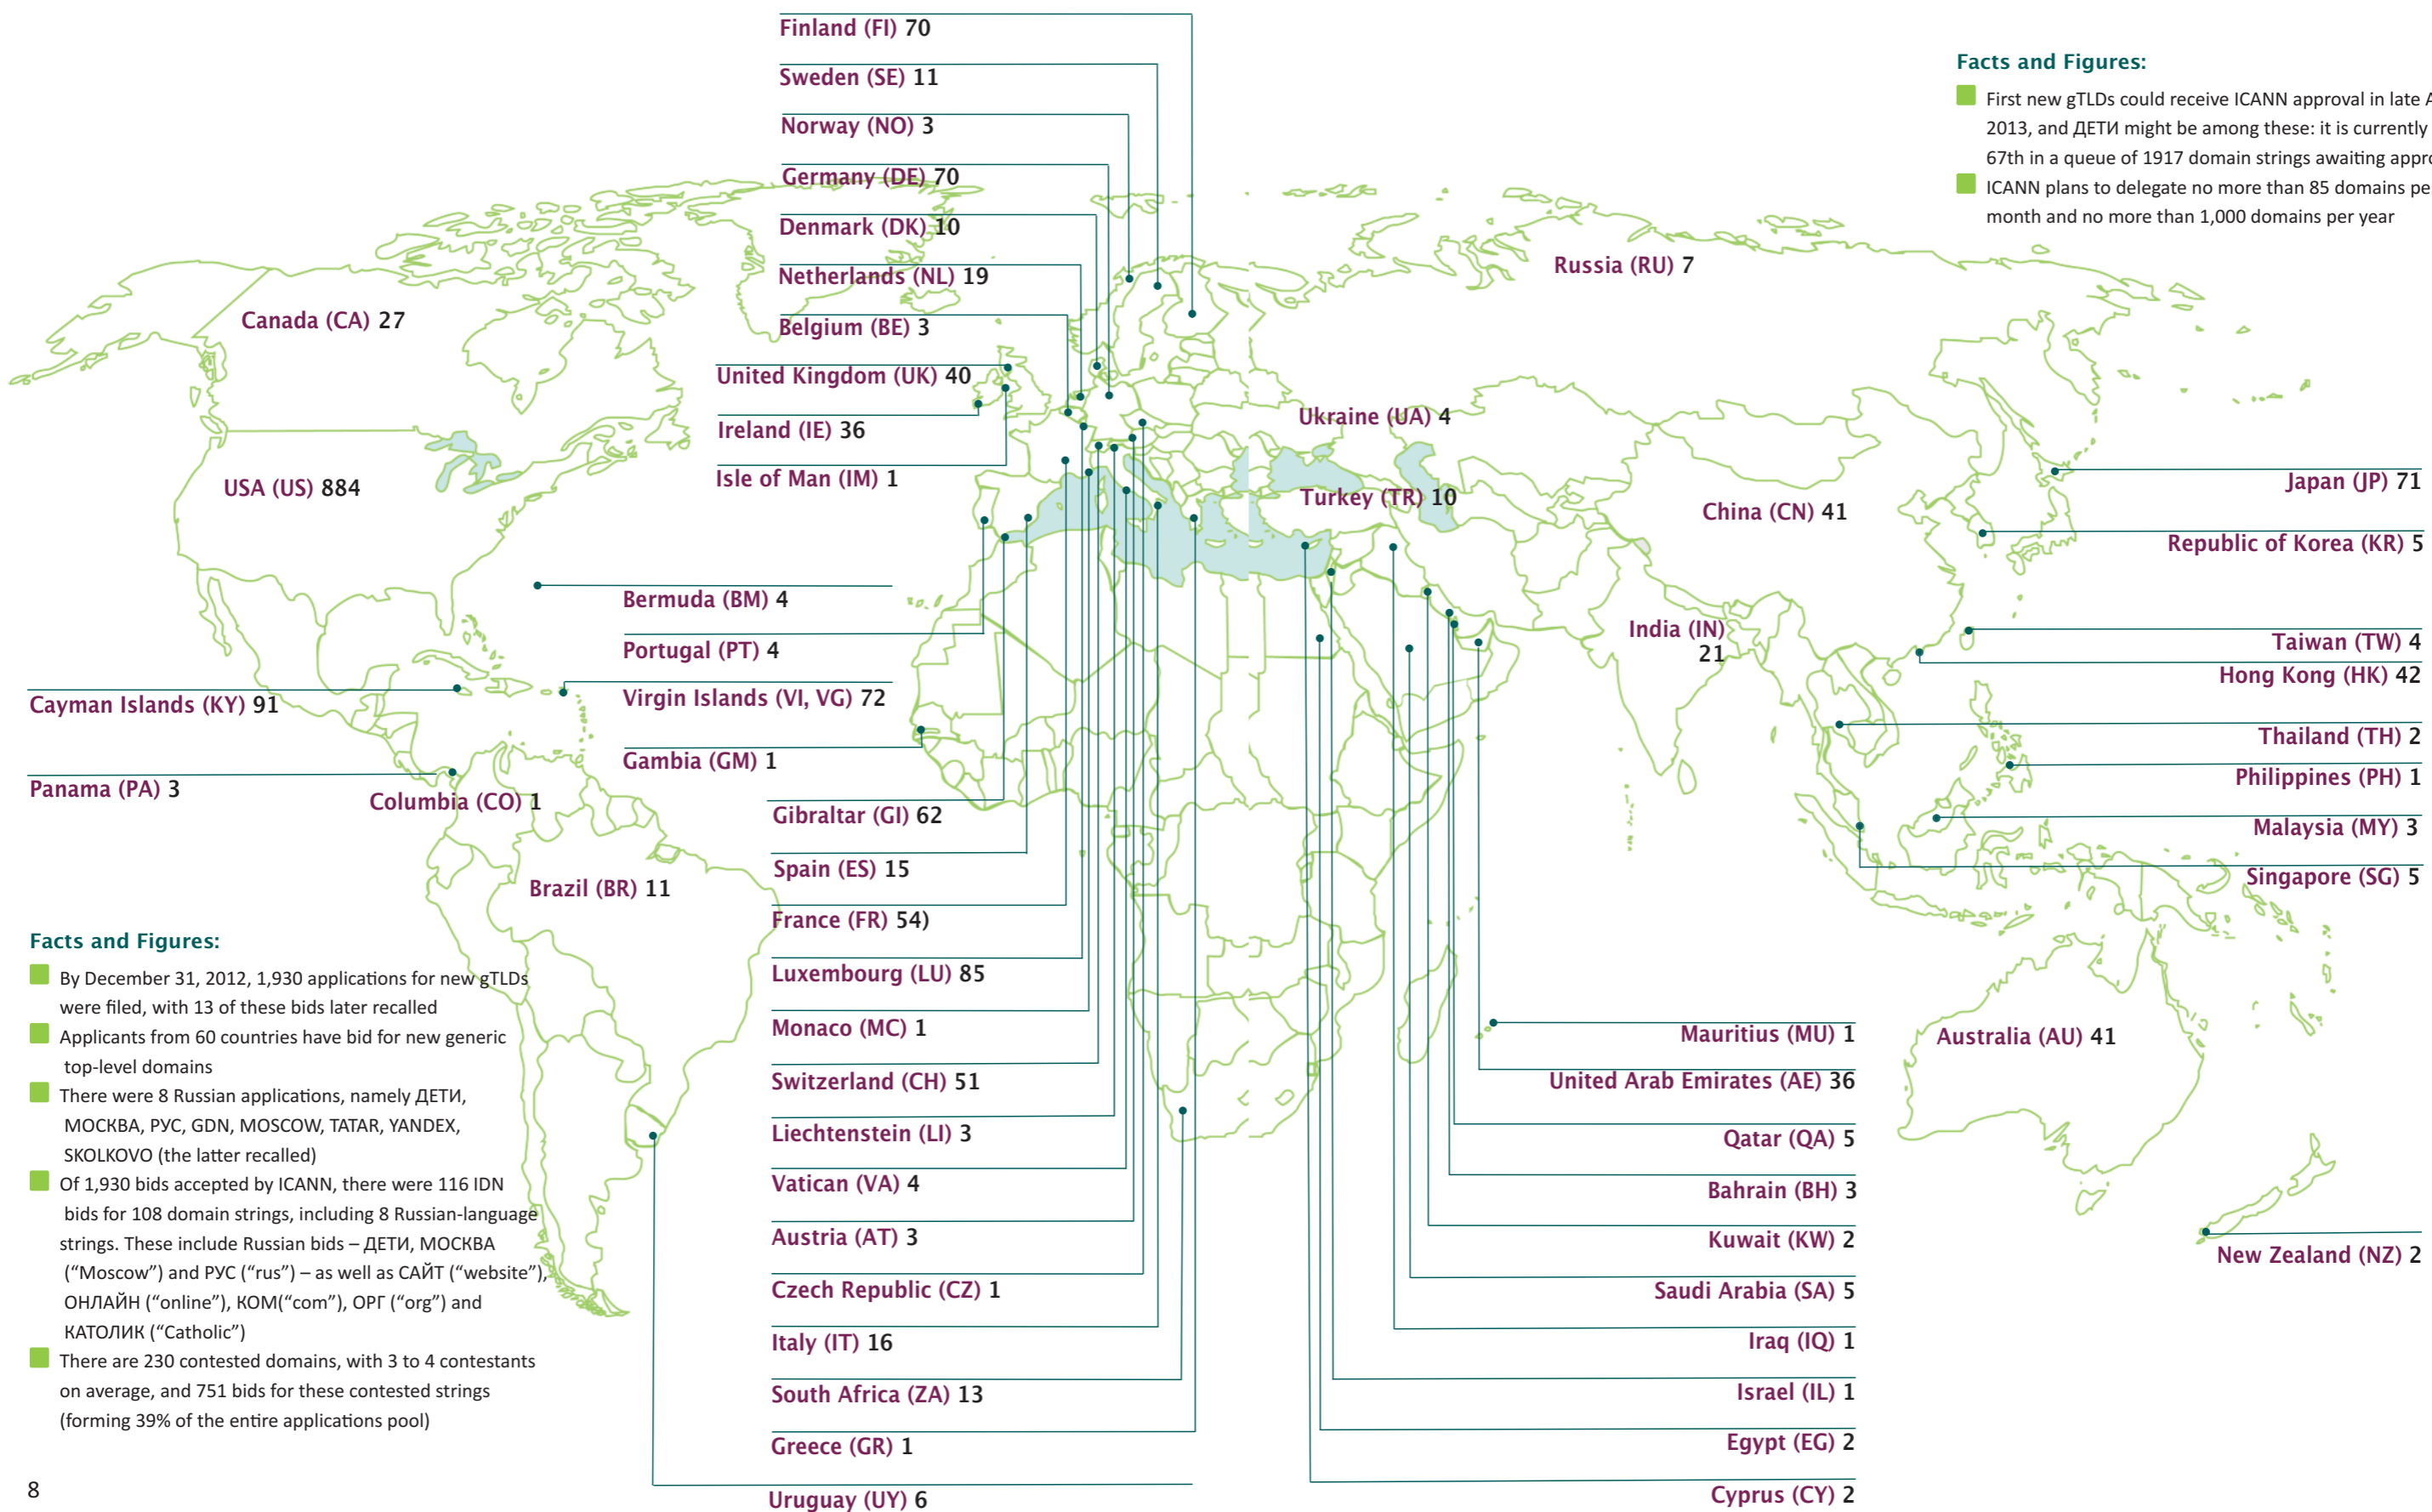 Finland (FI) 70
Sweden (SE) 11
Norway (NO) 3
Germany (DE) 70
Denmark (DK) 10
Netherlands (NL) 19
Belgium (BE) 3
United Kingdom (UK) 40
Ireland (IE) 36
Isle of Man (IM) 1
Facts and Figures:
First new gTLDs could receive ICANN approval in late
2013, and ДЕТИ might be among these: it is currently
67th in a queue of 1917 domain strings awaiting
ICANN plans to delegate no more than 85 domains
month and no more than 1,000 domains per year
Russia (RU) 7
Canada (CA) 27
USA (US) 884
Ukraine (UA) 4
Turkey (TR) 10
China (CN) 41
India (IN)
21
Japan (JP) 71
Republic of Korea (KR) 5
Taiwan (TW) 4
Hong Kong (HK) 42
Thailand (TH) 2
Philippines (PH) 1
Malaysia (MY) 3
Singapore (SG) 5
Bermuda (BM) 4
Portugal (PT) 4
Virgin Islands (VI, VG) 72
Gambia (GM) 1
Cayman Islands (KY) 91
Panama (PA) 3
Columbia (CO) 1
Brazil (BR) 11
Gibraltar (GI) 62
Spain (ES) 15
France (FR) 54)
Luxembourg (LU) 85
Monaco (MC) 1
Switzerland (CH) 51
Liechtenstein (LI) 3
Vatican (VA) 4
Austria (AT) 3
Czech Republic (CZ) 1
Italy (IT) 16
South Africa (ZA) 13
Greece (GR) 1
Uruguay (UY) 6
Mauritius (MU) 1
United Arab Emirates (AE) 36
Qatar (QA) 5
Bahrain (BH) 3
Kuwait (KW) 2
Saudi Arabia (SA) 5
Iraq (IQ) 1
Israel (IL) 1
Egypt (EG) 2
Cyprus (CY) 2
Australia (AU) 41
New Zealand (NZ) 2
Facts and Figures:
By December 31, 2012, 1,930 applications for new gTLDs
were filed, with 13 of these bids later recalled
Applicants from 60 countries have bid for new generic
top-level domains
There were 8 Russian applications, namely ДЕТИ,
МОСКВА, РУС, GDN, MOSCOW, TATAR, YANDEX,
SKOLKOVO (the latter recalled)
Of 1,930 bids accepted by ICANN, there were 116 IDN
bids for 108 domain strings, including 8 Russian-language
strings. These include Russian bids – ДЕТИ, МОСКВА
(“Moscow”) and РУС (“rus”) – as well as САЙТ (“website”),
ОНЛАЙН (“online”), КОМ(“com”), ОРГ (“org”) and
КАТОЛИК (“Catholic”)
There are 230 contested domains, with 3 to 4 contestants
on average, and 751 bids for these contested strings
(forming 39% of the entire applications pool)
8